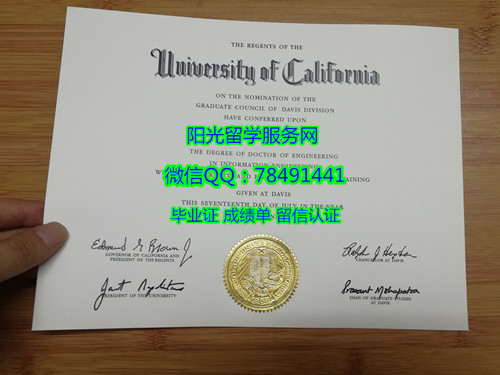 THE REGENTS OF THE
University of California
ON THE NOMINATION OF THE
GRADUATE COUNCIL OF DAVIS DIVISION
HAVE CONFERRED UPON
阳光留学服务网
THE DEGREE OF DOCTOR OF ENGINEERING
IN INFORMATION ENGINEERING
微信QQ：78491441
GIVEN AT DAVIS
THIS SEVENTEENTH DAY OF JULY IN THE YEAR
毕业证 成绩单 留信认证
GOVERNOR OF CALIFORNIA AND
PRESIDENT OF THE REGENTS
CHANCELLOR AT DAVIS
PRESIDENT OF THE UNIVERSITY
DEAN OF GRADUATE STUDIES
AT DAVIS